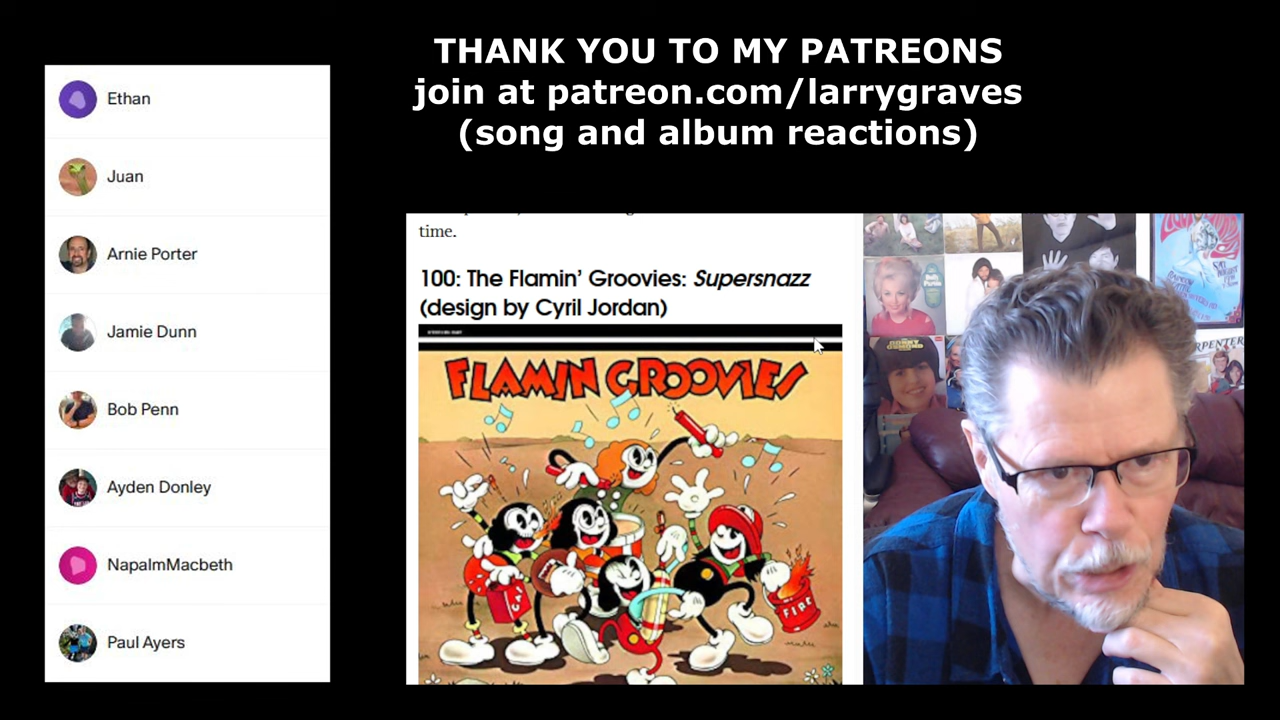 THANK YOU TO MY PATREONS
join at patreon.com/larrygraves
(song and album reactions)
Ethan
Juan
Arnie Porter
Jamie Dunn
Bob Penn
Ayden Donley
NapalmMacbeth
Paul Ayers
time.
100: The Flamin' Groovies: Supersnazz
(design by Cyril Jordan)
FLAMIN GROOVIES
FIRE